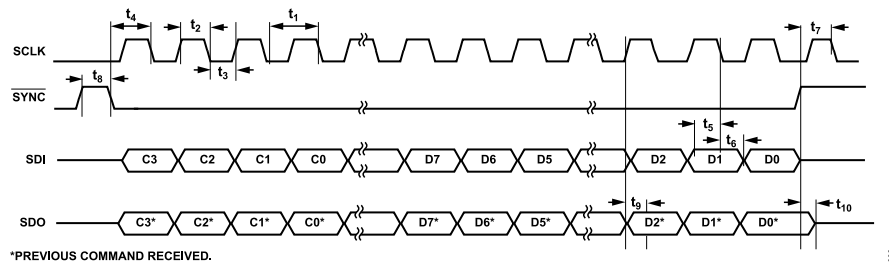 t4 t2 t1 t7
SCLK
t3
t8
SYNC
t5 t6
SDI C3 C2 C1 C0 D7 D6 D5 D2 D1 D0
t9 t10
SDO C3* C2* C1* C0* D7* D6* D5* D2* D1* D0*
*PREVIOUS COMMAND RECEIVED.